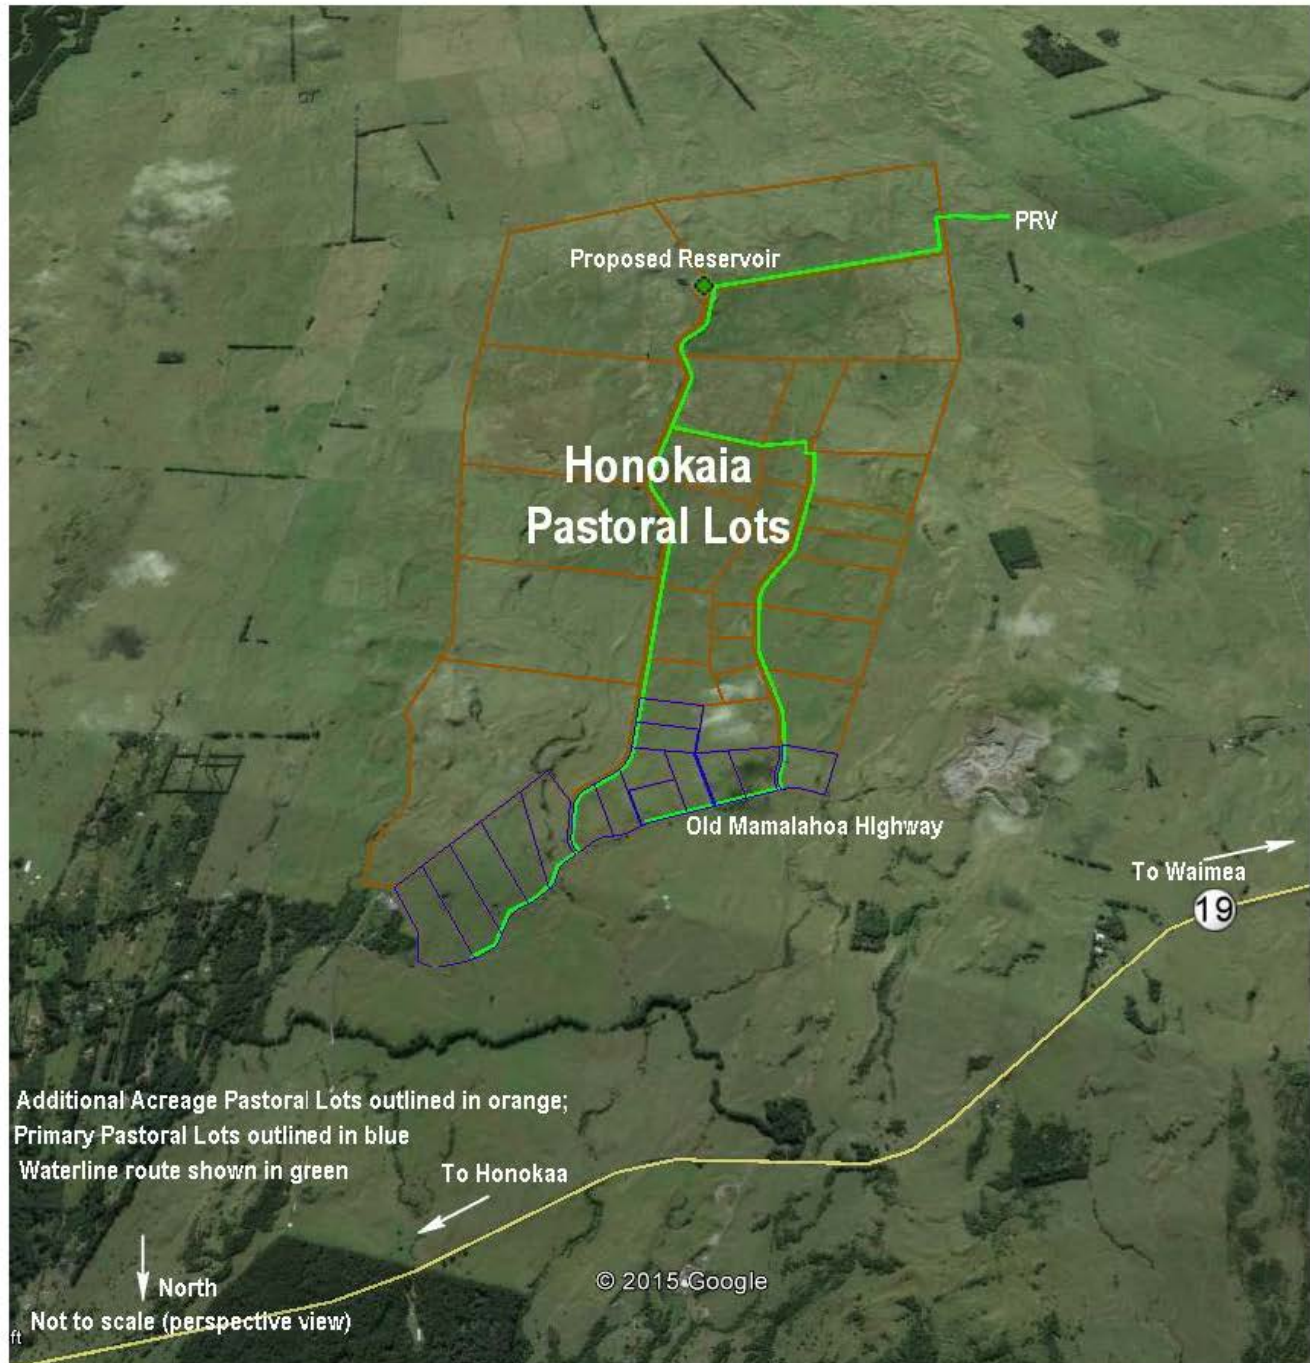 PRV
Proposed Reservoir
Honokaia
Pastoral Lots
Old Mamalahoa HIghway
To Waimea
19
Additional Acreage Pastoral Lots outlined in orange;
Primary Pastoral Lots outlined in blue
Waterline route shown in green
To Honokaa
© 2015 Google
North
Not to scale (perspective view)
ft